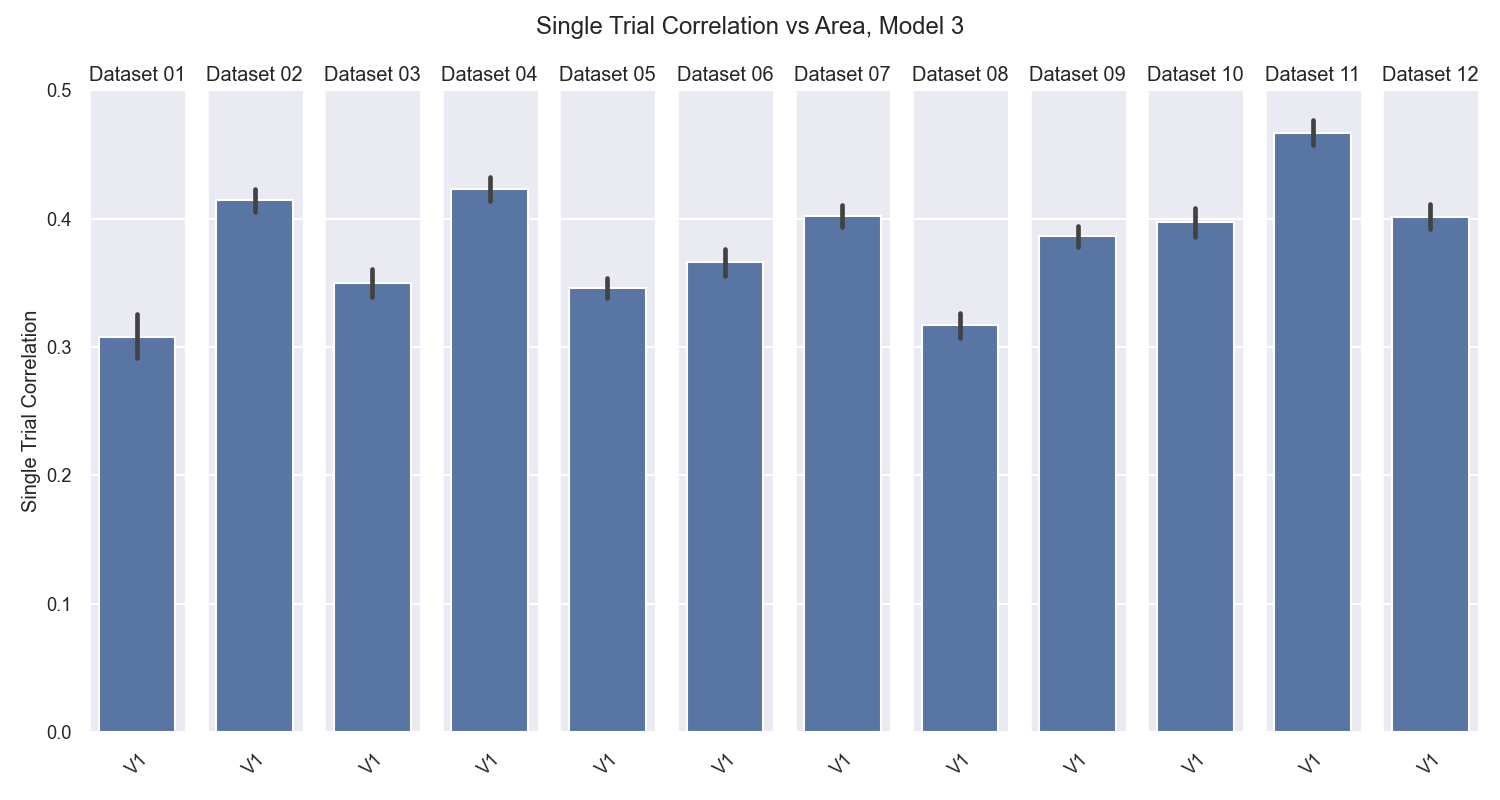 Single Trial Correlation vs Area, Model 3
Dataset 01 Dataset 02 Dataset 03 Dataset 04 Dataset 05 Dataset 06 Dataset 07 Dataset 08 Dataset 09 Dataset 10 Dataset 11 Dataset 12
Single Trial Correlation
0.5
0.4
0.3
0.2
0.1
0.0
V1 V1 V1 V1 V1 V1 V1 V1 V1 V1 V1 V1